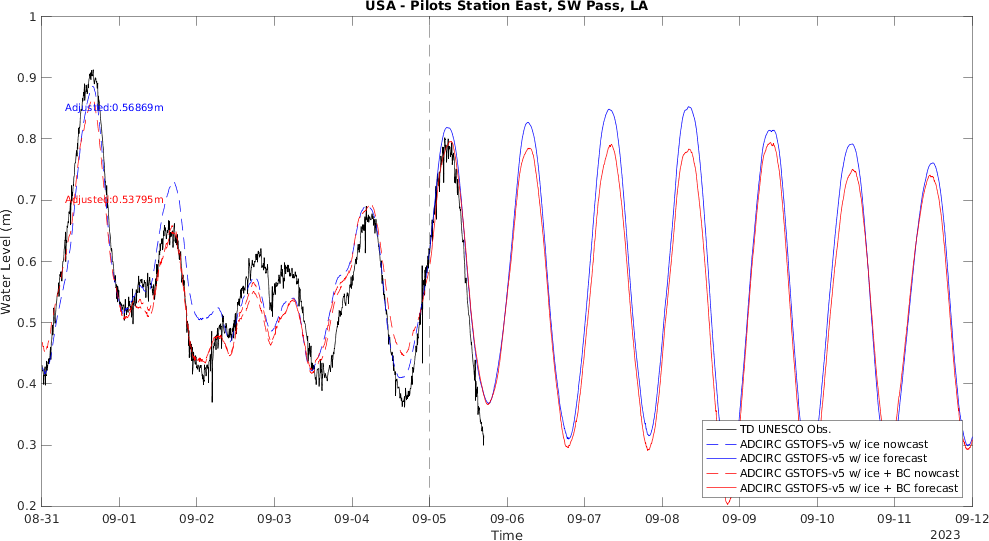 USA - Pilots Station East, SW Pass, LA
Water Level (m)
1
0.9
0.8
0.7
0.6
0.5
0.4
0.3
0.2
Adjusted:0.56869m
Adjusted:0.53795m
TD UNESCO Obs.
ADCIRC GSTOFS-v5 w/ ice nowcast
ADCIRC GSTOFS-v5 w/ ice forecast
ADCIRC GSTOFS-v5 w/ ice + BC nowcast
ADCIRC GSTOFS-v5 w/ ice + BC forecast
08-31 09-01 09-02 09-03 09-04 09-05 09-06 09-07 09-08 09-09 09-10 09-11 09-12
Time
2023